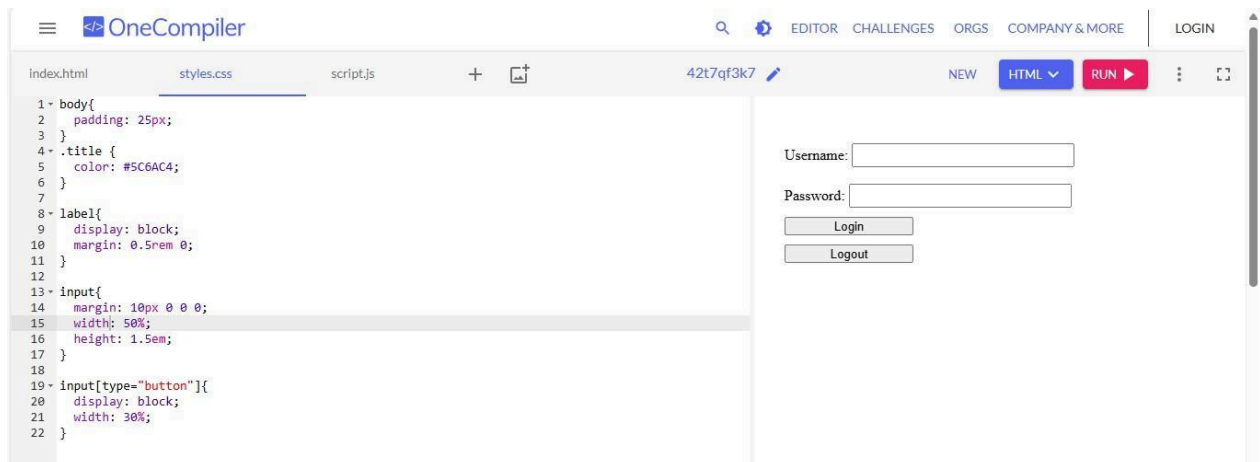 OneCompiler
EDITOR CHALLENGES ORGS COMPANY & MORE LOGIN
index.html styles.css script.js + 42t7qf3k7 NEW HTML RUN
1 body{
2 padding: 25px;
3 }
4 .title {
5 color: #5C6AC4;
6 }
7
8 label{
9 display: block;
10 margin: 0.5rem 0;
11 }
12
13 input{
14 margin: 10px 0 0 0;
15 width: 50%;
16 height: 1.5em;
17 }
18
19 input[type="button"]{
20 display: block;
21 width: 30%;
22 }
Username:
Password:
Login
Logout